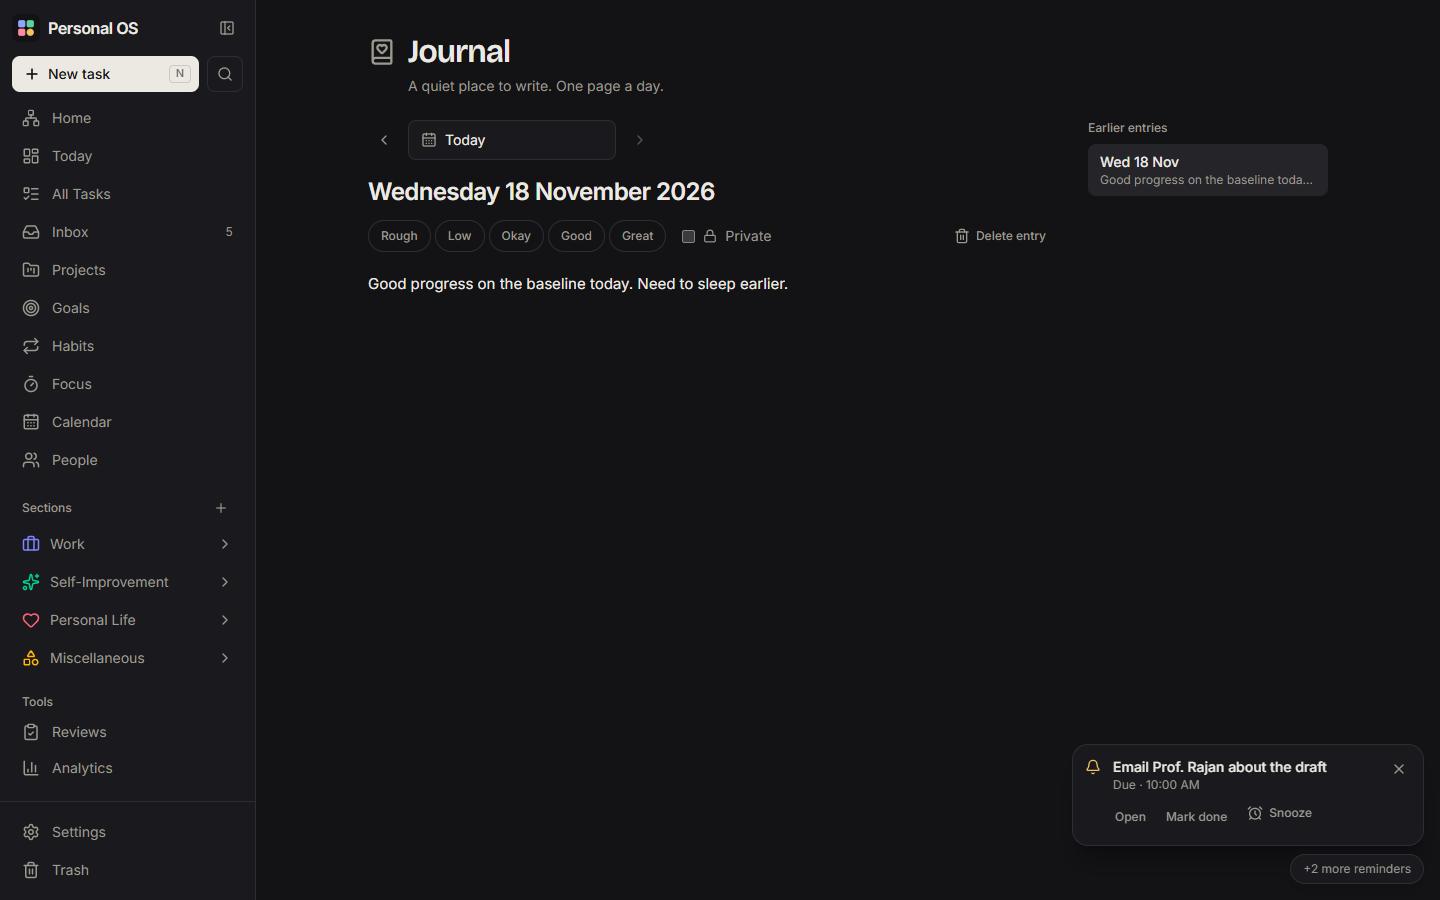 Personal OS
New task N
Home
Today
All Tasks
Inbox 5
Projects
Goals
Habits
Focus
Calendar
People
Sections
Work
Self-Improvement
Personal Life
Miscellaneous
Tools
Reviews
Analytics
Settings
Trash
Journal
A quiet place to write. One page a day.
Today
Wednesday 18 November 2026
Rough Low Okay Good Great Private Delete entry
Good progress on the baseline today. Need to sleep earlier.
Earlier entries
Wed 18 Nov
Good progress on the baseline toda...
Email Prof. Rajan about the draft
Due · 10:00 AM
Open Mark done Snooze
+2 more reminders